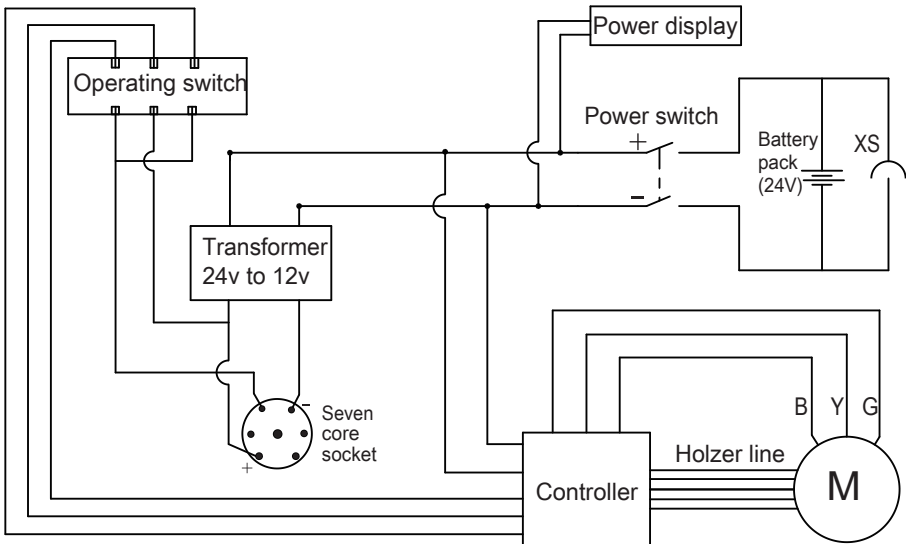 Power display
Operating switch
Power switch
+
-
Battery
pack
(24V)
XS
Transformer
24v to 12v
-
Seven
core
socket
+
B Y G
Holzer line
Controller
M